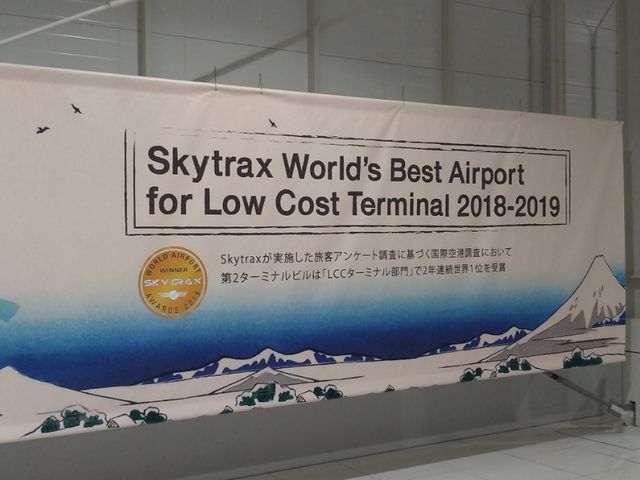 Skytrax World's Best Airport
for Low Cost Terminal 2018-2019
Skytraxが実施した旅客アンケート調査に基づく国際空港調査において
第2ターミナルビルは「LCCターミナル部門」で2年連続世界1位を受賞
WORLD AIRPORT
WINNER
SKYTRAX
AWARDS 2019